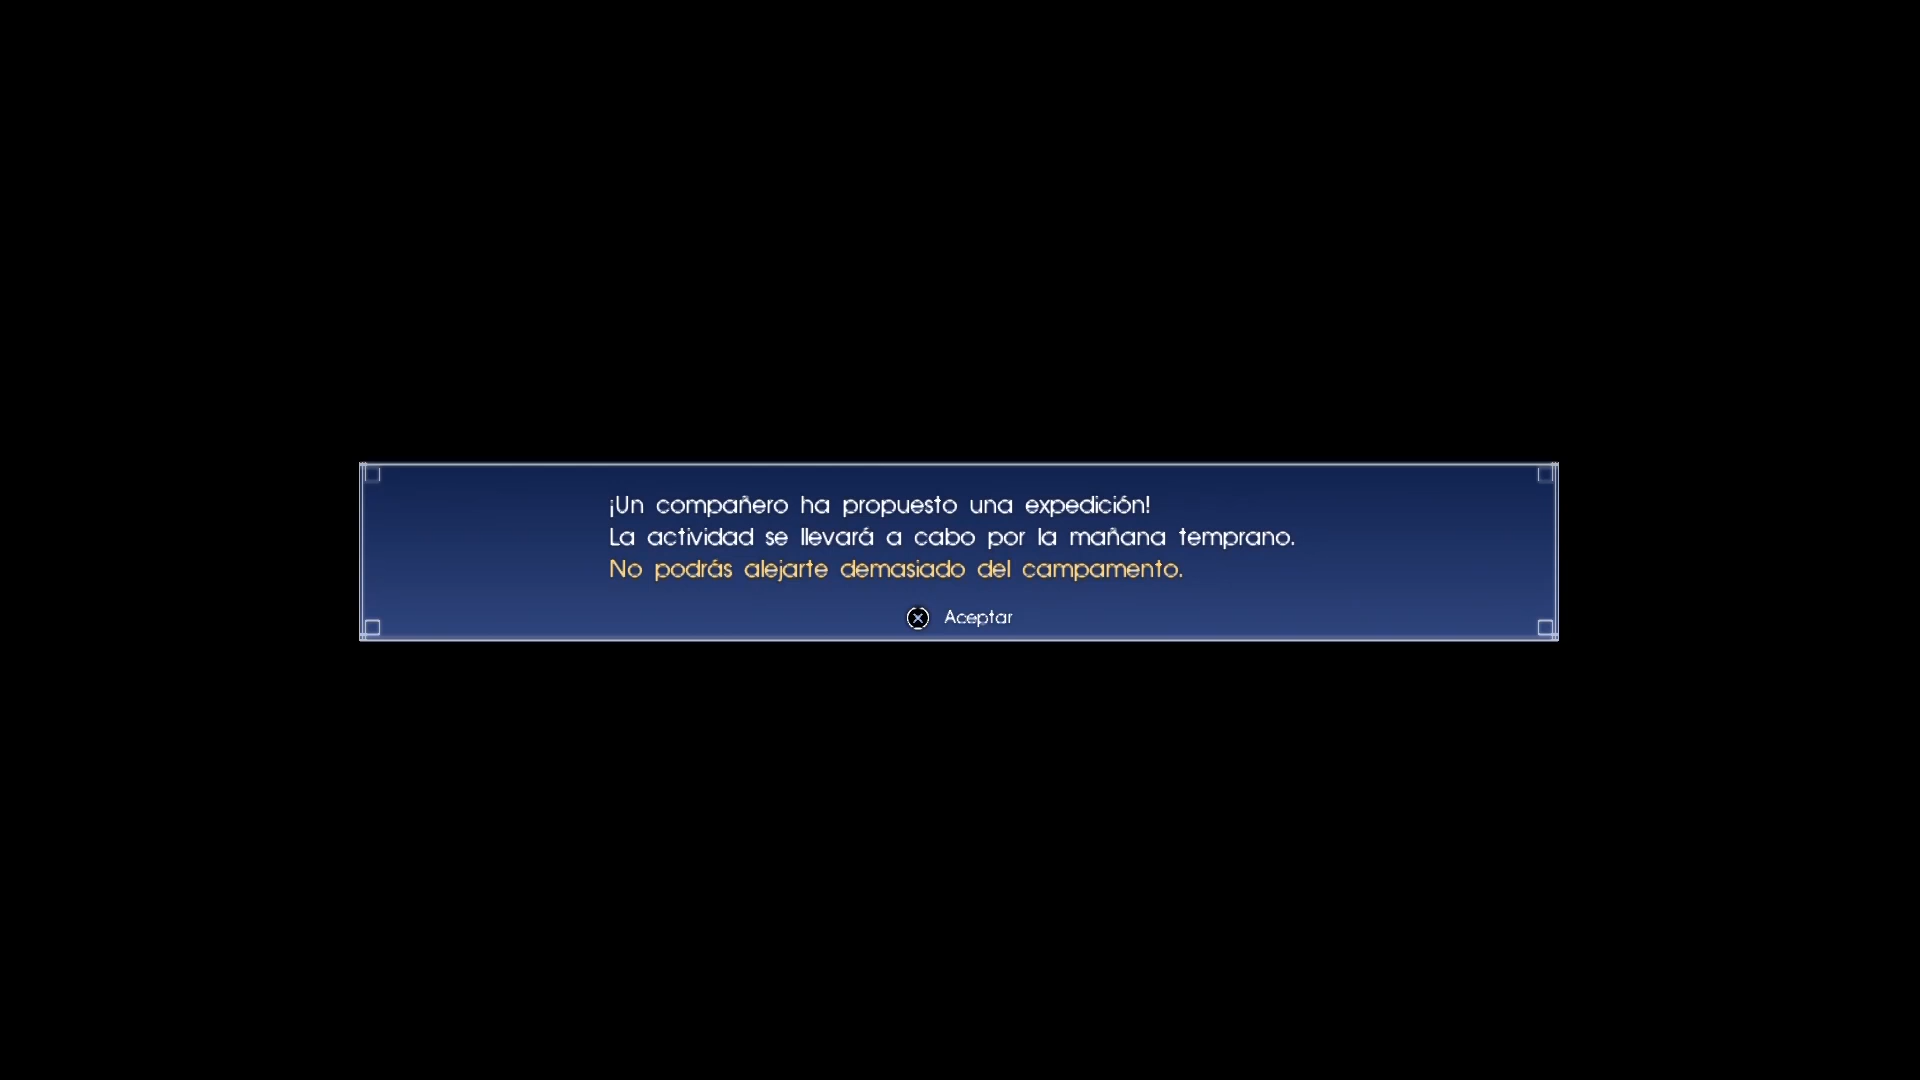 ¡Un compañero ha propuesto una expedición!
La actividad se llevará a cabo por la mañana temprano.
No podrás alejarte demasiado del campamento.
Aceptar